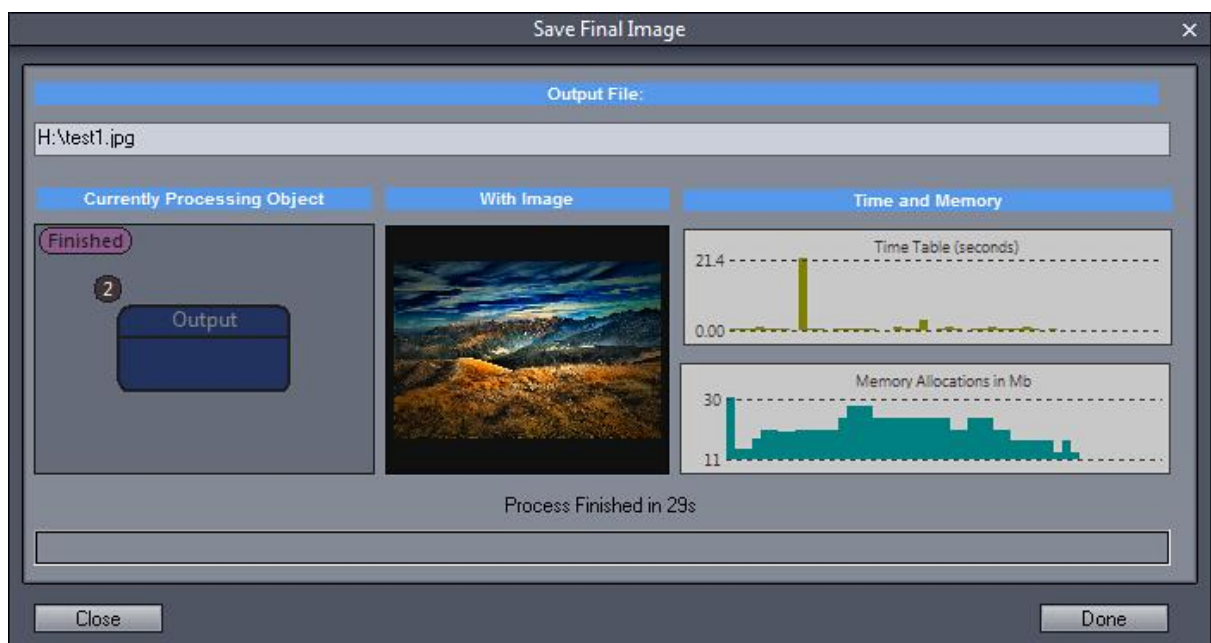 Save Final Image
Output File:
H:\test1.jpg
Currently Processing Object
With Image
Time and Memory
Finished
2
Output
Time Table (seconds)
21.4
0.00
Memory Allocations in Mb
30
11
Process Finished in 29s
Close
Done